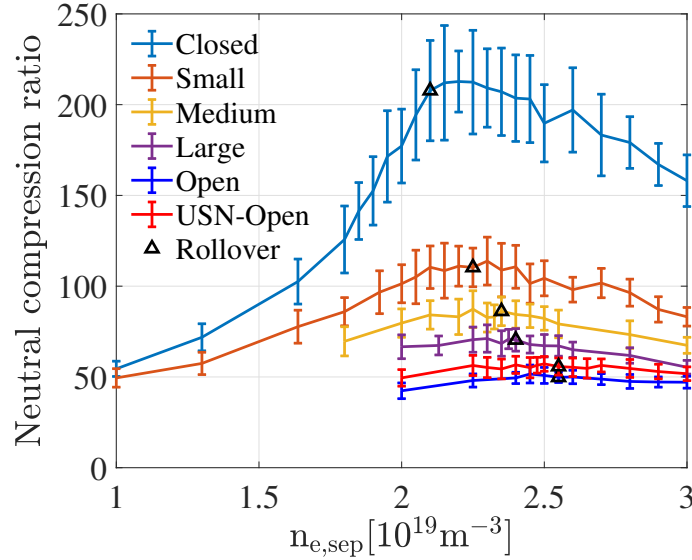 250
200
150
100
50
0
Neutral compression ratio
Closed
Small
Medium
Large
Open
USN-Open
Rollover
1
1.5
2
2.5
3
n_{e,sep}[10^{19}m^{-3}]